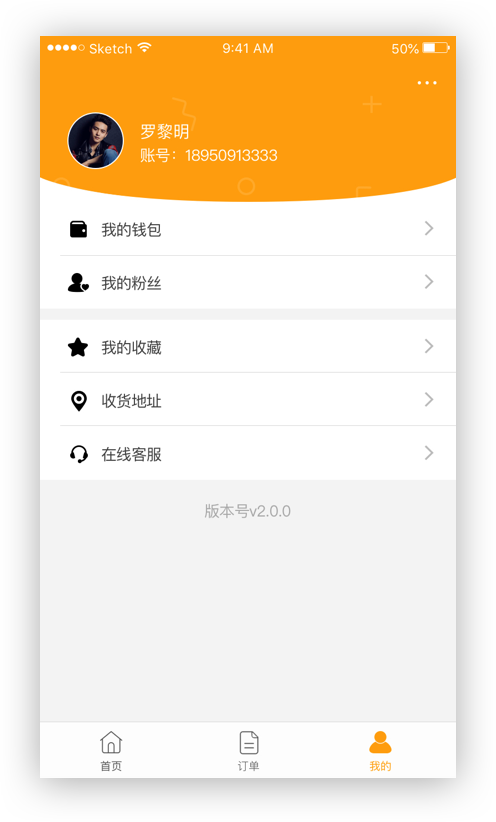 Sketch 9:41 AM 50%
罗黎明
账号：18950913333
我的钱包
我的粉丝
我的收藏
收货地址
在线客服
版本号v2.0.0
首页 订单 我的